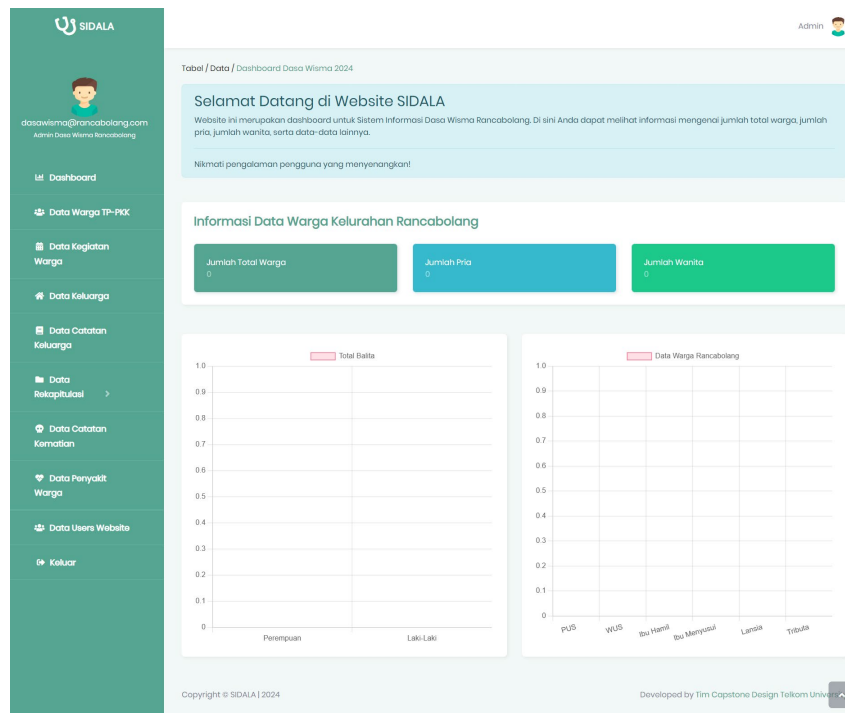 SIDALA
Admin
dasawisma@rancabolang.com
Admin Dasa Wisma Rancabolang
Dashboard
Data Warga TP-PKK
Data Kegiatan
Warga
Data Keluarga
Data Catatan
Keluarga
Data
Rekapitulasi >
Data Catatan
Kematian
Data Penyakit
Warga
Data Users Website
Keluar
Tabel / Data / Dashboard Dasa Wisma 2024
Selamat Datang di Website SIDALA
Website ini merupakan dashboard untuk Sistem Informasi Dasa Wisma Rancabolang. Di sini Anda dapat melihat informasi mengenai jumlah total warga, jumlah
pria, jumlah wanita, serta data-data lainnya.
Nikmati pengalaman pengguna yang menyenangkan!
Informasi Data Warga Kelurahan Rancabolang
Jumlah Total Warga
0
Jumlah Pria
0
Jumlah Wanita
0
Total Balita
1.0
0.9
0.8
0.7
0.6
0.5
0.4
0.3
0.2
0.1
0
Perempuan Laki-Laki
Data Warga Rancabolang
1.0
0.9
0.8
0.7
0.6
0.5
0.4
0.3
0.2
0.1
0
PUS WUS Ibu Hamil Ibu Menyusui Lansia Tributa
Copyright © SIDALA | 2024
Developed by Tim Capstone Design Telkom